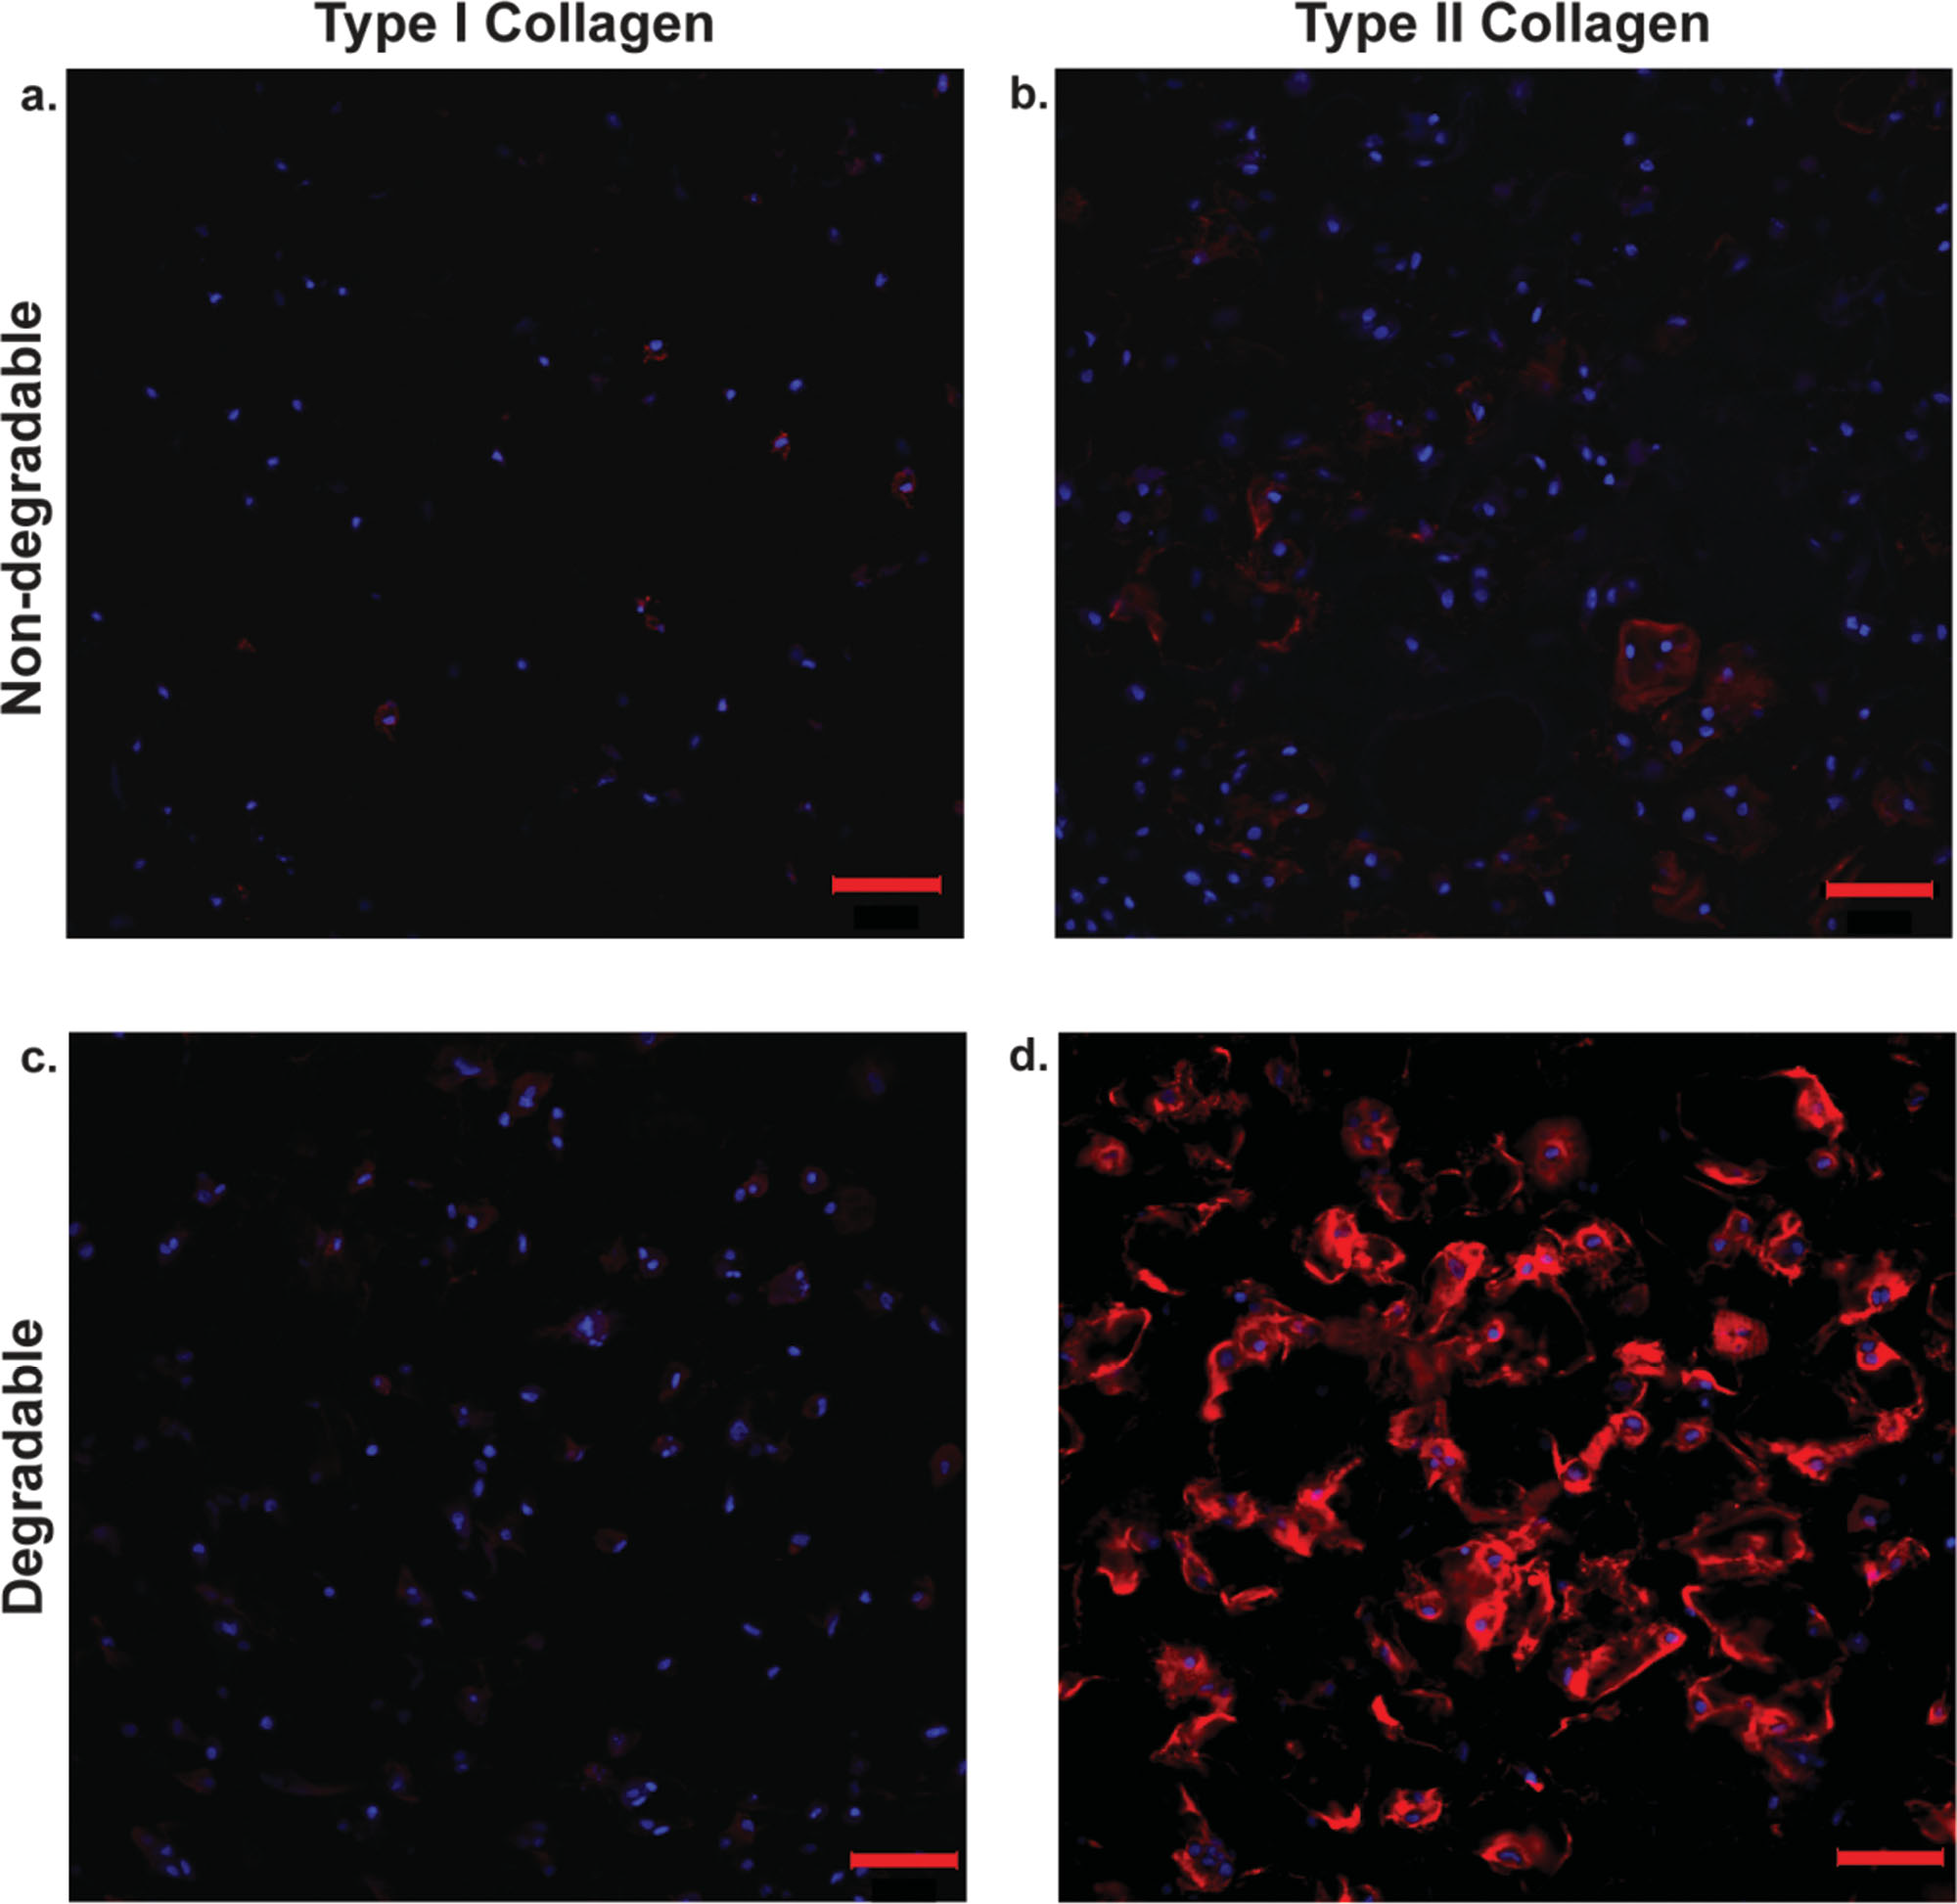 Type I Collagen
Type II Collagen
a.
b.
Non-degradable
c.
d.
Degradable